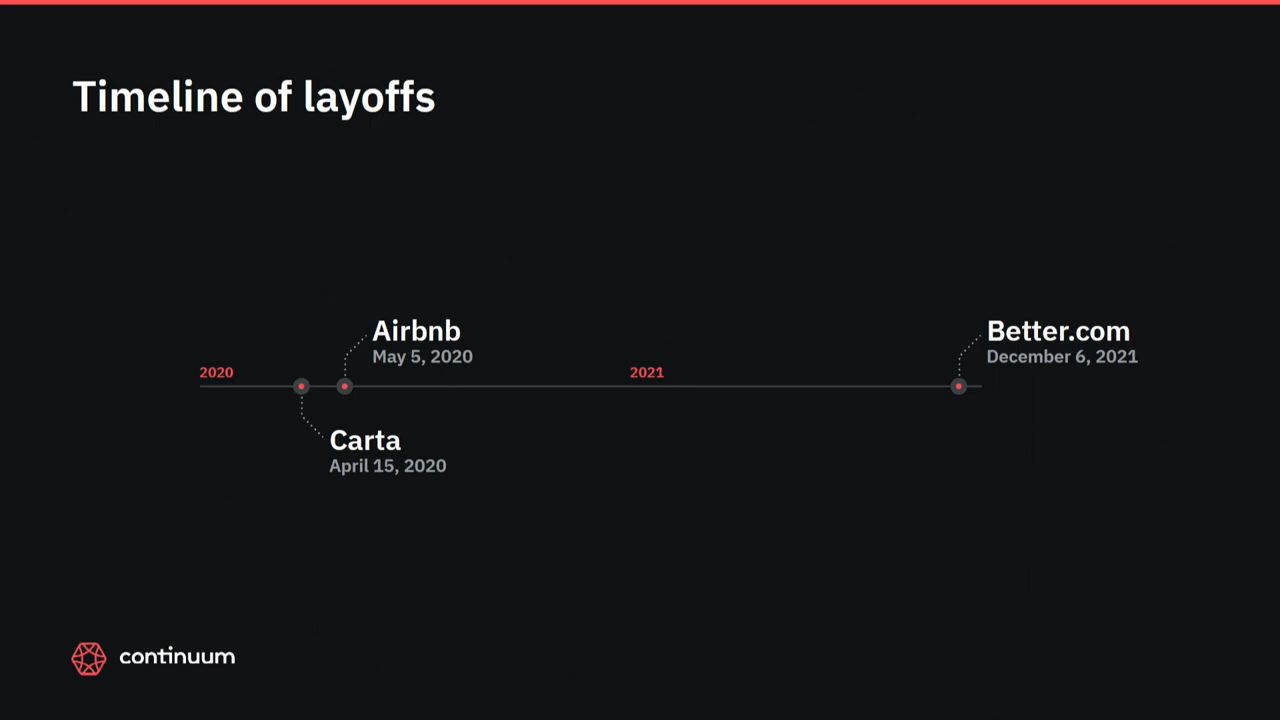 Timeline of layoffs
Airbnb
May 5, 2020
Better.com
December 6, 2021
2020
2021
Carta
April 15, 2020
continuum